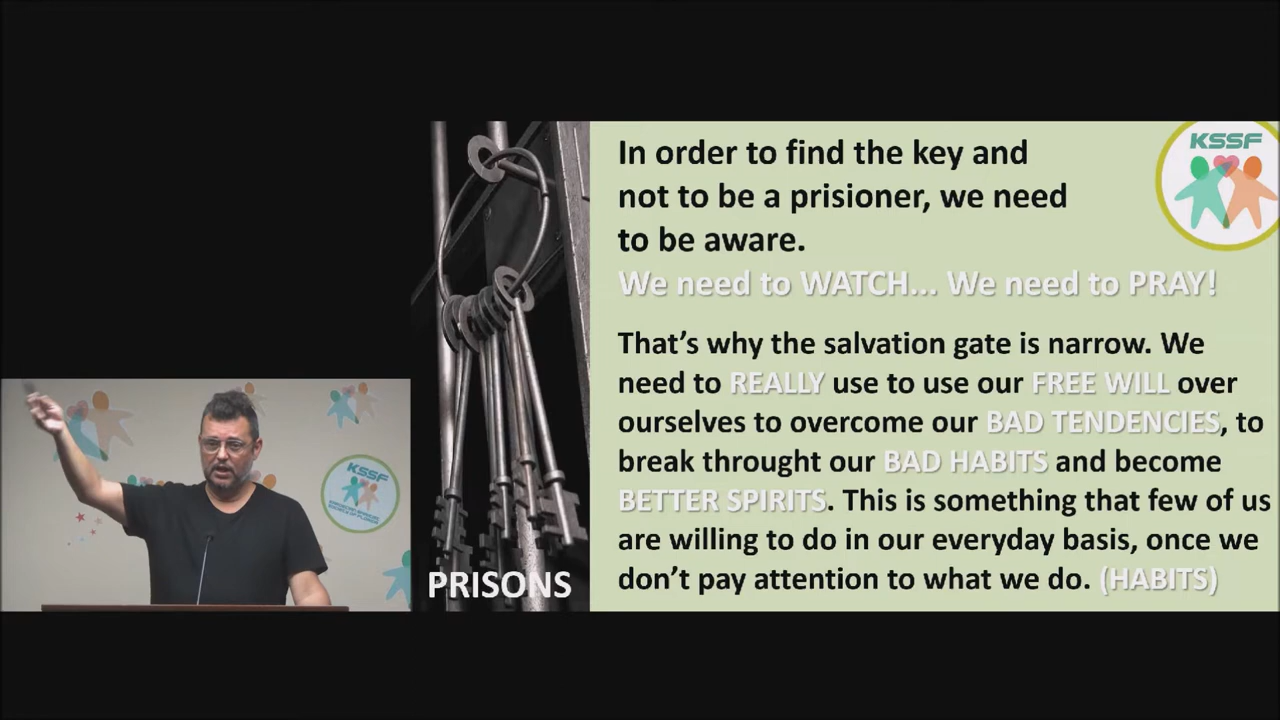 In order to find the key and
not to be a prisioner, we need
to be aware.
We need to WATCH... We need to PRAY!
That's why the salvation gate is narrow. We
need to REALLY use to use our FREE WILL over
ourselves to overcome our BAD TENDENCIES, to
break throught our BAD HABITS and become
BETTER SPIRITS. This is something that few of us
are willing to do in our everyday basis, once we
don't pay attention to what we do. (HABITS)
PRISONS
KSSF
KSSF